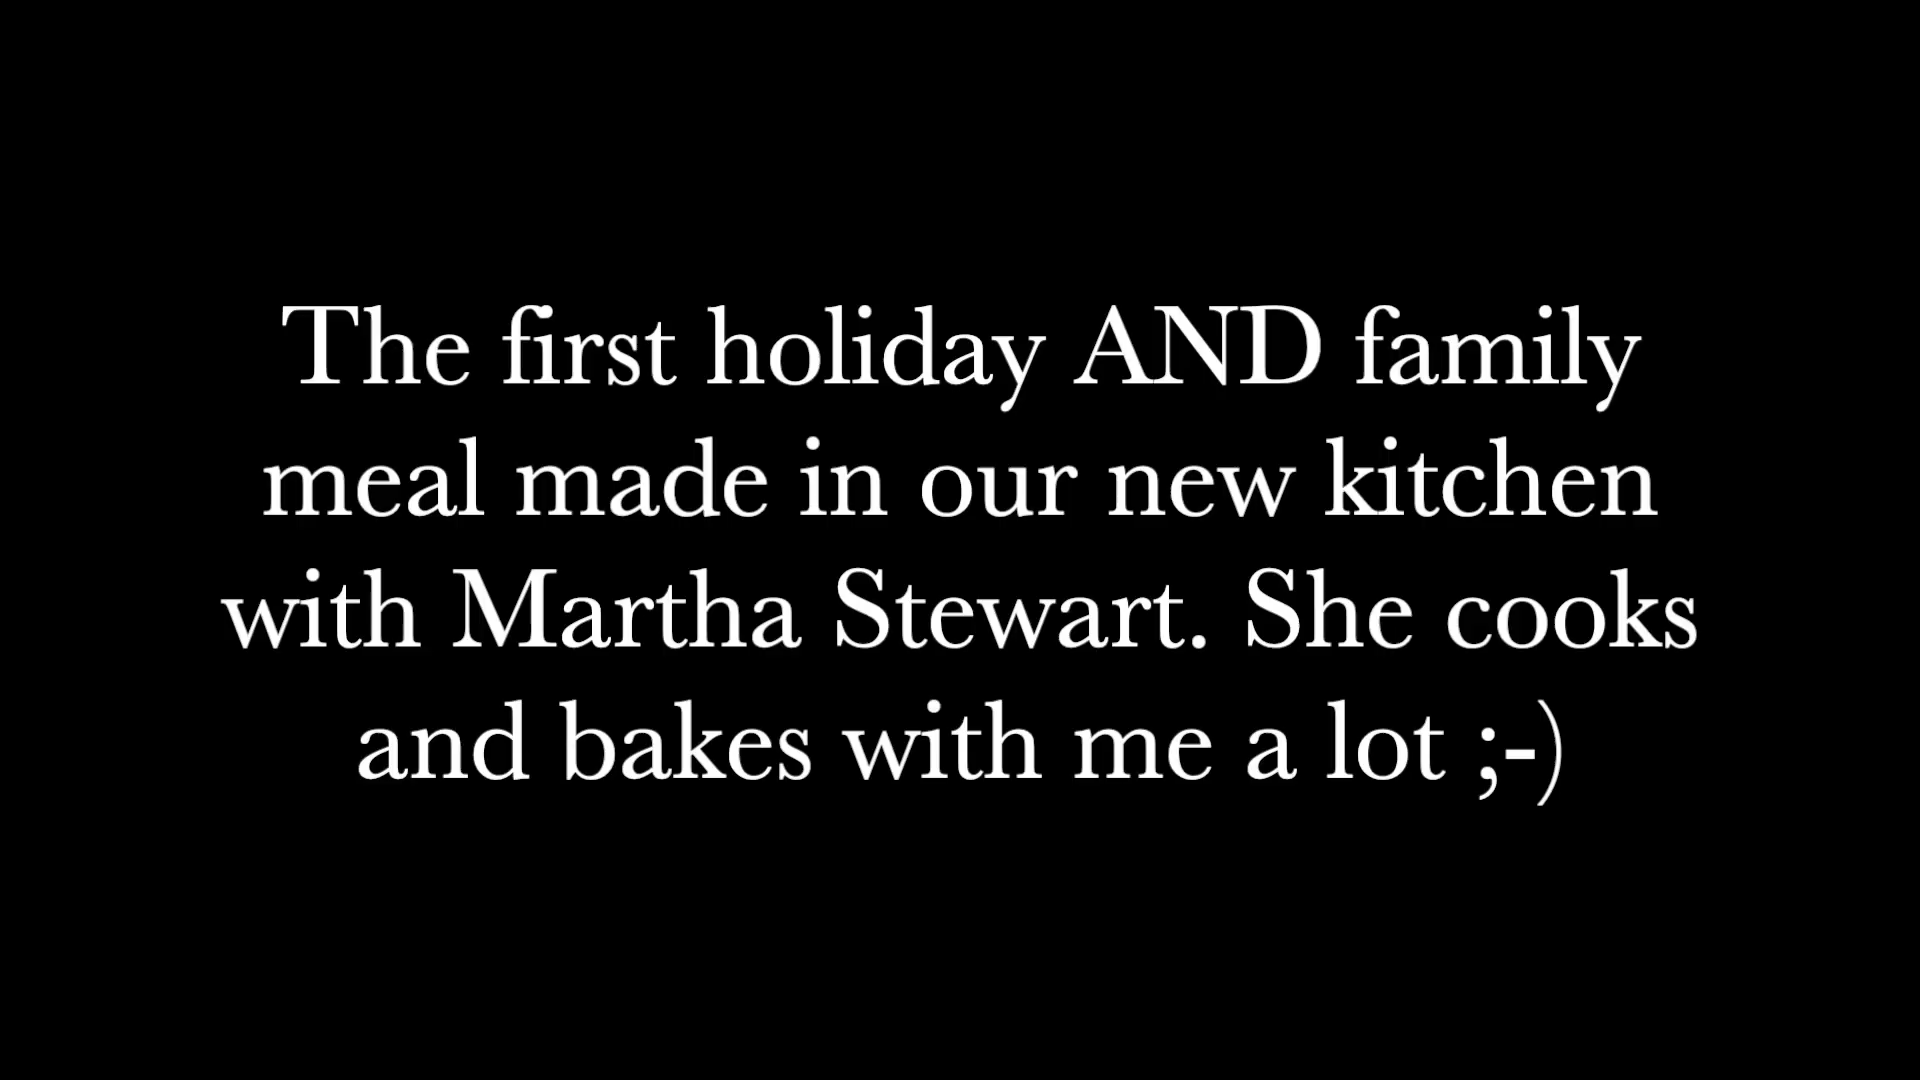 The first holiday AND family
meal made in our new kitchen
with Martha Stewart. She cooks
and bakes with me a lot ;-)